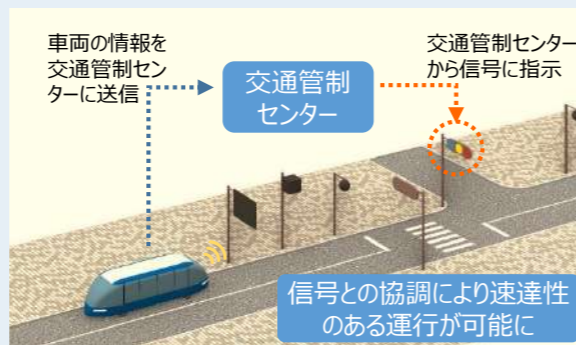 車両の情報を
交通管制セン
ターに送信
交通管制
センター
交通管制センター
から信号に指示
信号との協調により速達性
のある運行が可能に